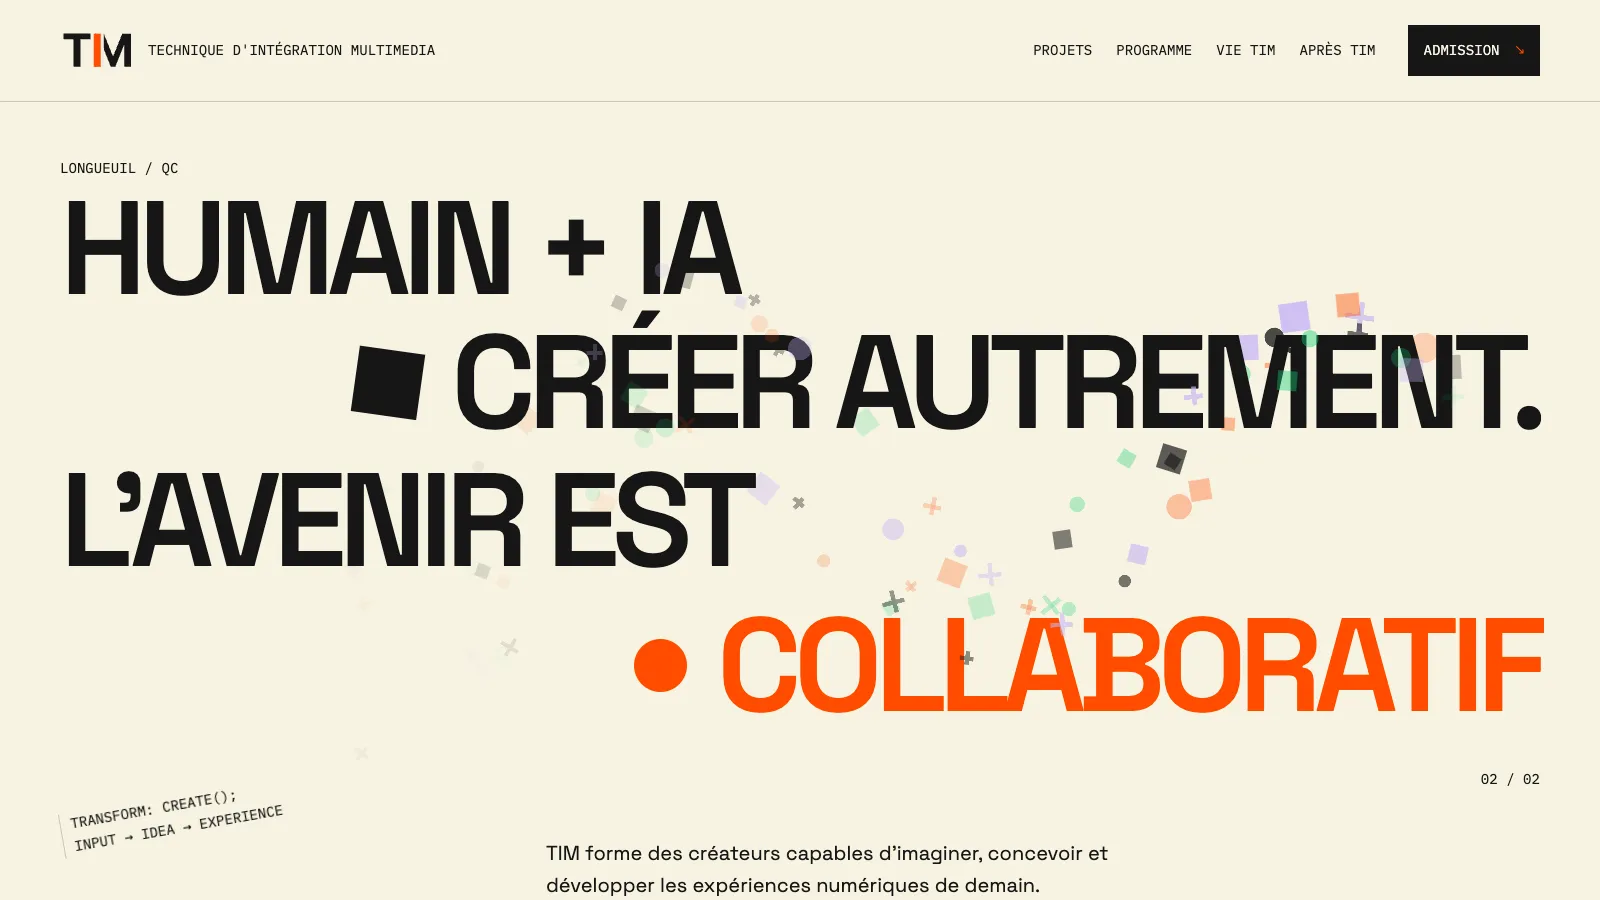 TIM TECHNIQUE D'INTÉGRATION MULTIMEDIA
PROJETS PROGRAMME VIE TIM APRÈS TIM ADMISSION ↘
LONGUEUIL / QC
HUMAIN + IA
CRÉER AUTREMENT.
L’AVENIR EST
COLLABORATIF
02 / 02
TRANSFORM: CREATE();
INPUT → IDEA → EXPERIENCE
TIM forme des créateurs capables d’imaginer, concevoir et
développer les expériences numériques de demain.